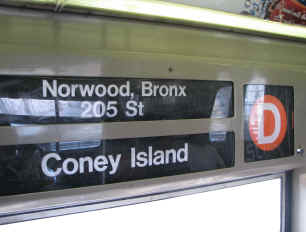 Norwood, Bronx
205 St
Coney Island
D